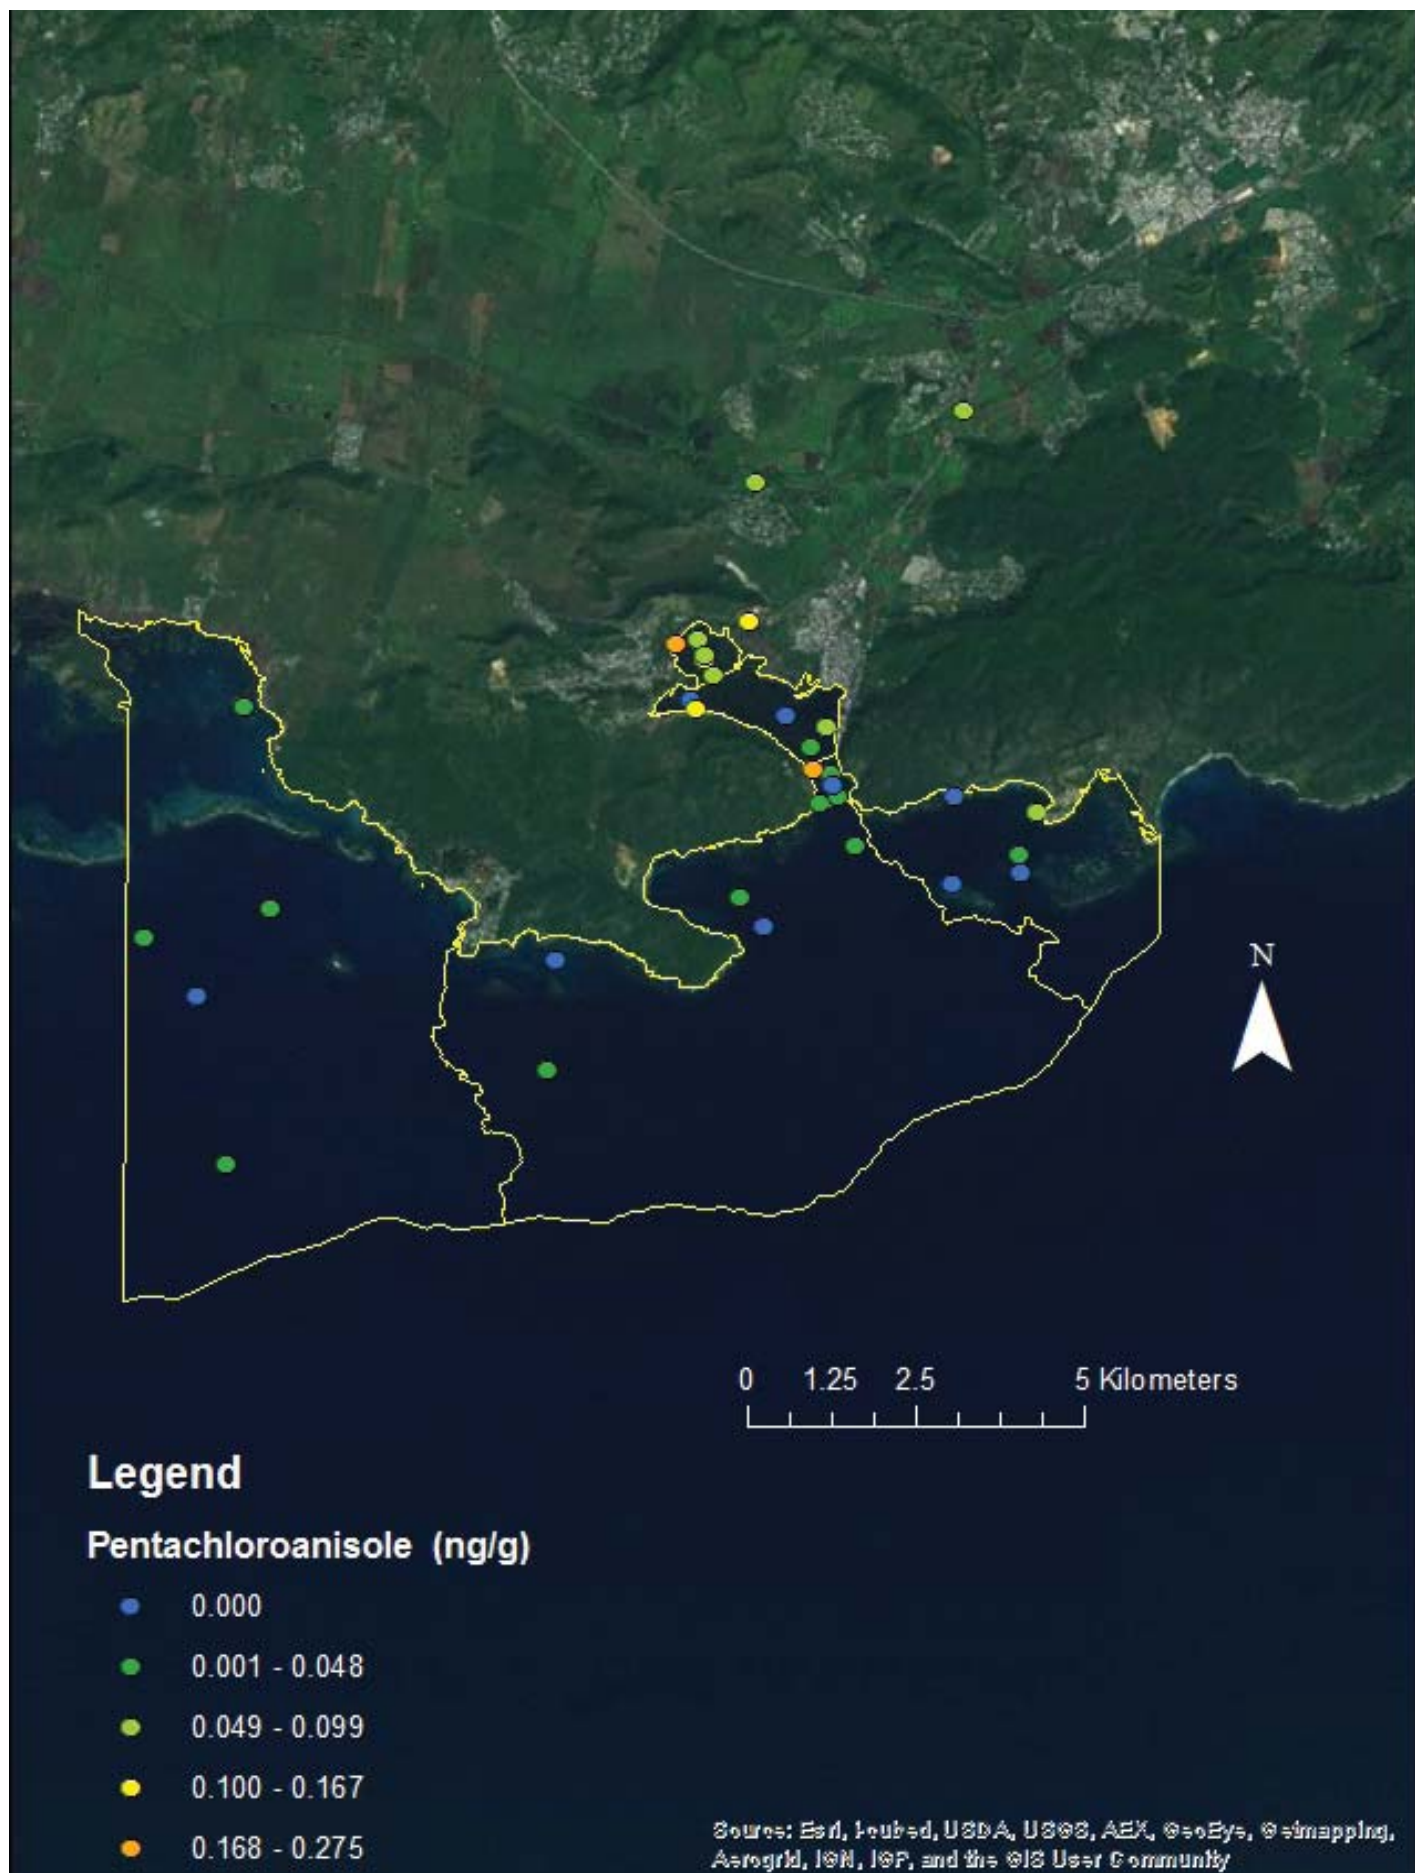 N
0 1.25 2.5 5 Kilometers
Legend
Pentachloroanisole (ng/g)
0.000
0.001 - 0.048
0.049 - 0.099
0.100 - 0.167
0.168 - 0.275
Source: Esri, i-cubed, USDA, USGS, AEX, GeoEye, Getmapping,
Aerogrid, IGN, IGP, and the GIS User Community